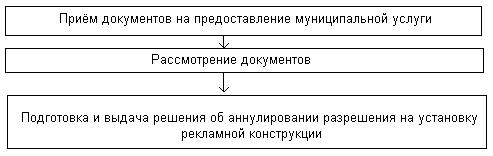 Приём документов на предоставление муниципальной услуги
Рассмотрение документов
Подготовка и выдача решения об аннулировании разрешения на установку
рекламной конструкции